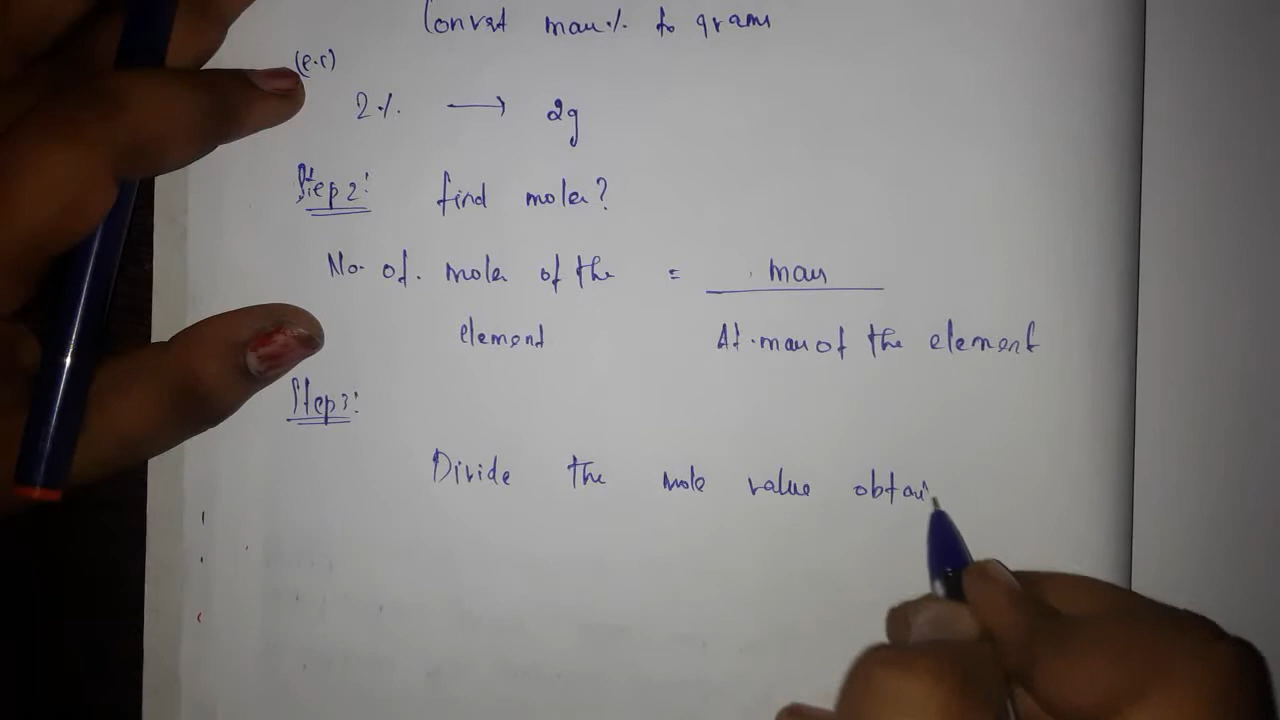 Convert mass % to grams
(e.x)
2 % → 2g
Step 2: find moles?
No. of. moles of the = mass
element At. mass of the element
Step 3:
Divide the mole value obtai